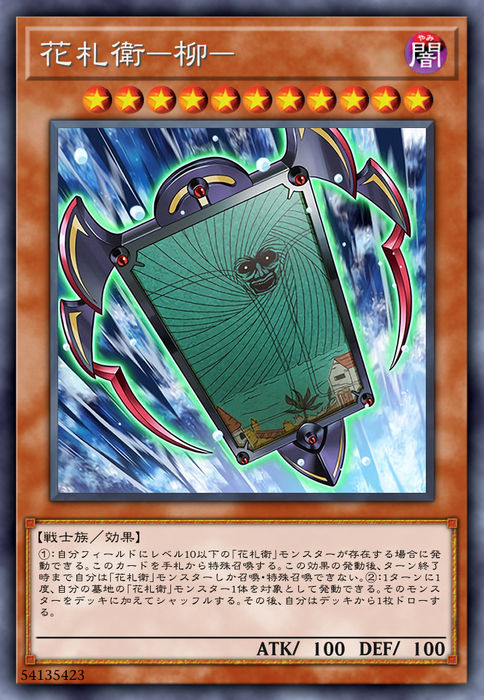 花札衛－柳－
やみ
闇
【戦士族／効果】
①：自分フィールドにレベル10以下の「花札衛」モンスターが存在する場合に発
動できる。このカードを手札から特殊召喚する。この効果の発動後、ターン終了
時まで自分は「花札衛」モンスターしか召喚・特殊召喚できない。②：1ターンに1
度、自分の墓地の「花札衛」モンスター1体を対象として発動できる。そのモンス
ターをデッキに加えてシャッフルする。その後、自分はデッキから1枚ドローす
る。
ATK/ 100 DEF/ 100
54135423